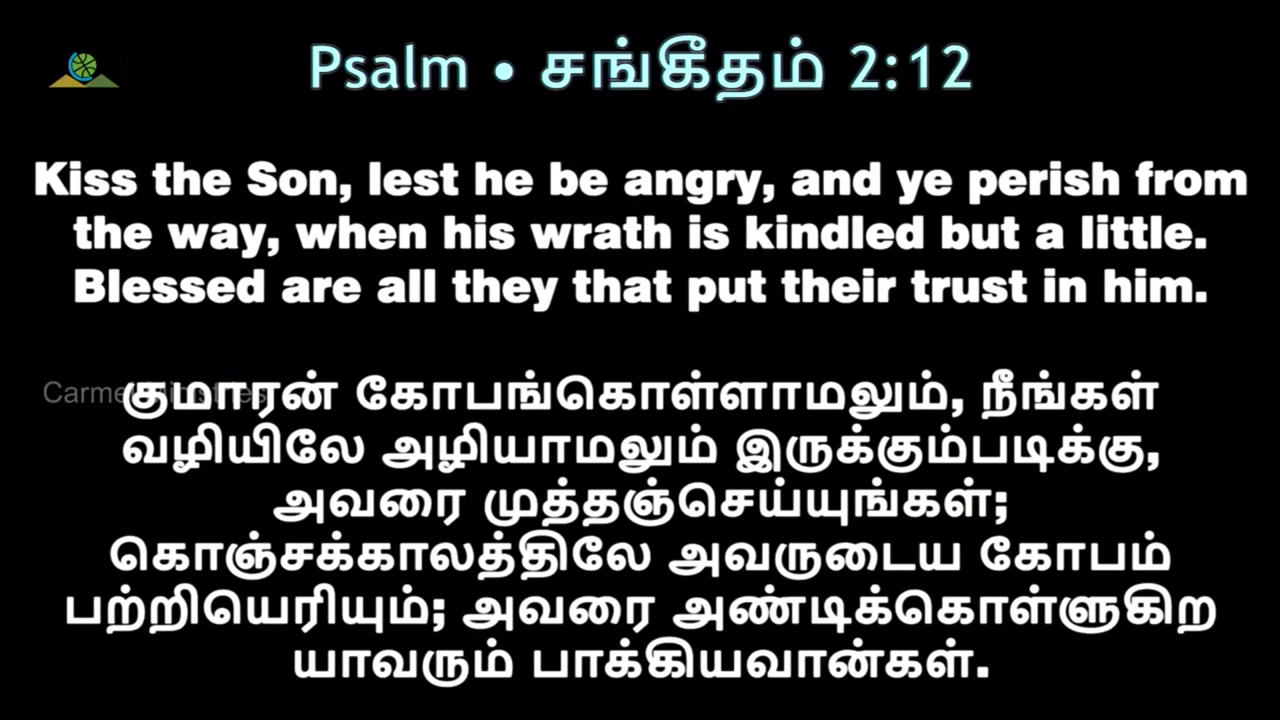 Psalm • சங்கீதம் 2:12
Kiss the Son, lest he be angry, and ye perish from
the way, when his wrath is kindled but a little.
Blessed are all they that put their trust in him.
குமாரன் கோபங்கொள்ளாமலும், நீங்கள்
வழியிலே அழியாமலும் இருக்கும்படிக்கு,
அவரை முத்தஞ்செய்யுங்கள்;
கொஞ்சக்காலத்திலே அவருடைய கோபம்
பற்றியெரியும்; அவரை அண்டிக்கொள்ளுகிற
யாவரும் பாக்கியவான்கள்.